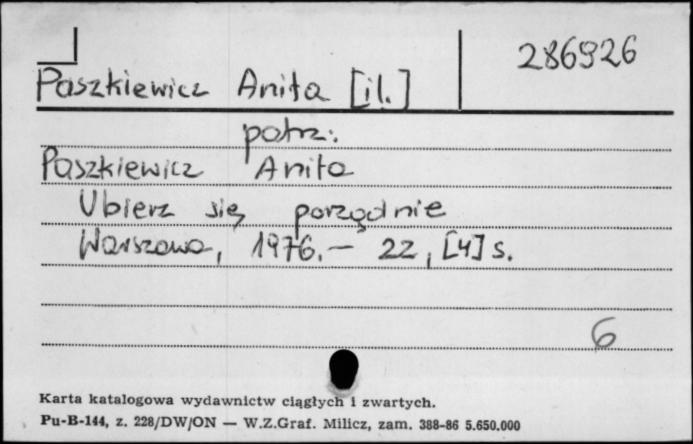 286926
Paszkiewicz Anita [il.]
patrz:
Paszkiewicz Anita
Ubierz się porządnie
Warszawa, 1976.- 22, [4] s.
6
Karta katalogowa wydawnictw ciągłych i zwartych.
Pu-B-144, z. 228/DW/ON — W.Z.Graf. Milicz, zam. 388-86 5.650.000